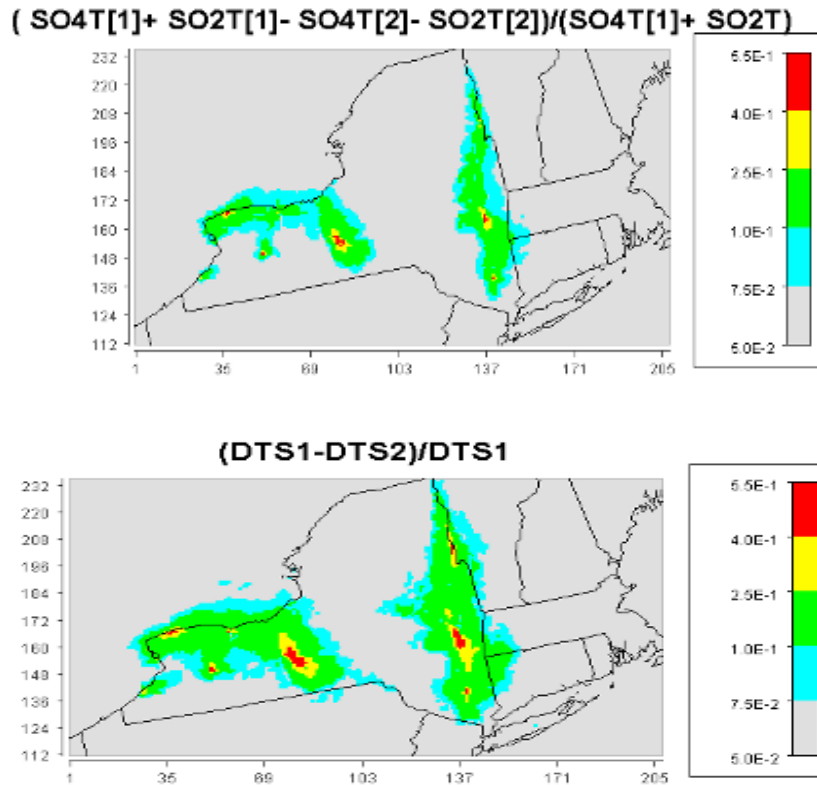 ( SO4T[1]+ SO2T[1]- SO4T[2]- SO2T[2])/(SO4T[1]+ SO2T)
232
220
208
196
184
172
160
148
136
124
112
1 35 69 103 137 171 205
5.5E-1
4.0E-1
2.5E-1
1.0E-1
7.5E-2
5.0E-2
(DTS1-DTS2)/DTS1
232
220
208
196
184
172
160
148
136
124
112
1 35 69 103 137 171 205
5.5E-1
4.0E-1
2.5E-1
1.0E-1
7.5E-2
5.0E-2